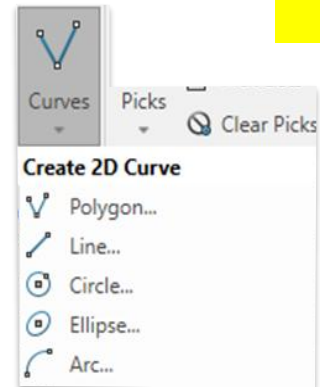 Curves
Picks
Clear Picks
Create 2D Curve
Polygon...
Line...
Circle...
Ellipse...
Arc...